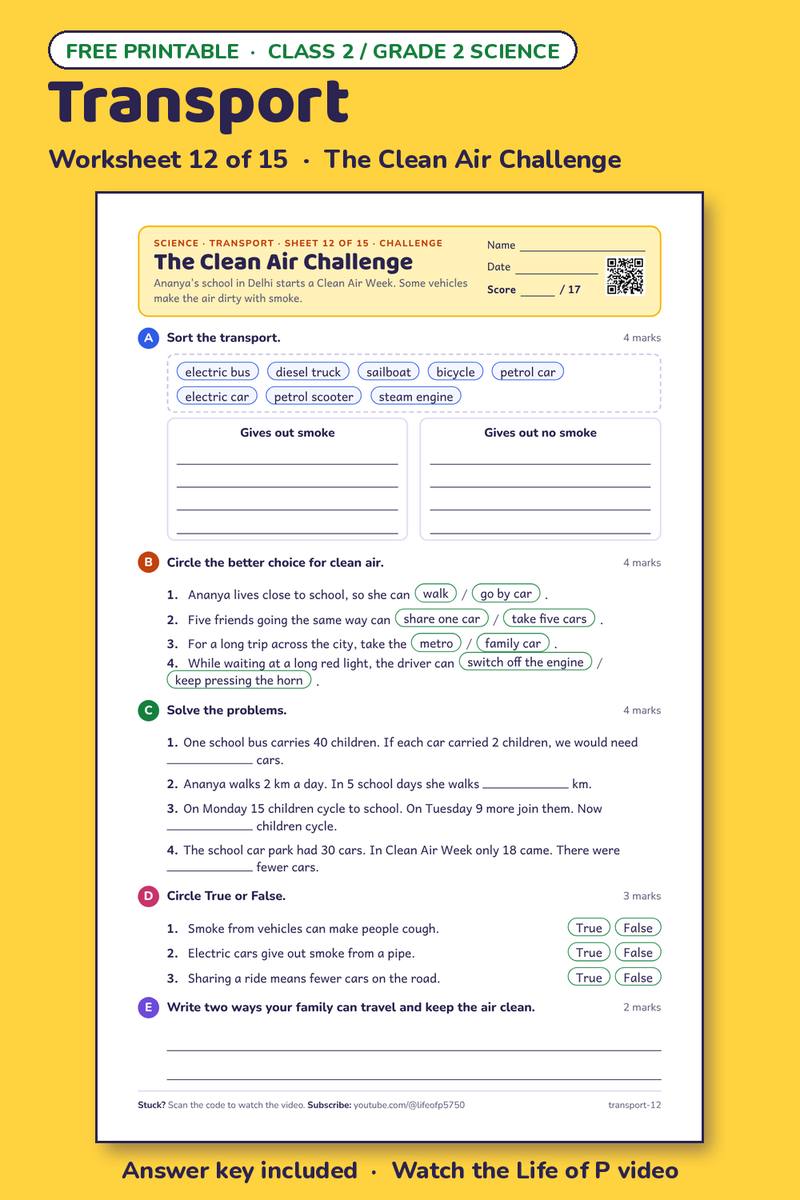 FREE PRINTABLE · CLASS 2 / GRADE 2 SCIENCE
Transport
Worksheet 12 of 15 · The Clean Air Challenge
SCIENCE · TRANSPORT · SHEET 12 OF 15 · CHALLENGE
The Clean Air Challenge
Ananya's school in Delhi starts a Clean Air Week. Some vehicles
make the air dirty with smoke.
Name ____________
Date ____________
Score ______ / 17
A Sort the transport. 4 marks
electric bus diesel truck sailboat bicycle petrol car
electric car petrol scooter steam engine
Gives out smoke Gives out no smoke
B Circle the better choice for clean air. 4 marks
1. Ananya lives close to school, so she can walk / go by car .
2. Five friends going the same way can share one car / take five cars .
3. For a long trip across the city, take the metro / family car .
4. While waiting at a long red light, the driver can switch off the engine /
keep pressing the horn .
C Solve the problems. 4 marks
1. One school bus carries 40 children. If each car carried 2 children, we would need
____________ cars.
2. Ananya walks 2 km a day. In 5 school days she walks ____________ km.
3. On Monday 15 children cycle to school. On Tuesday 9 more join them. Now
____________ children cycle.
4. The school car park had 30 cars. In Clean Air Week only 18 came. There were
____________ fewer cars.
D Circle True or False. 3 marks
1. Smoke from vehicles can make people cough. True False
2. Electric cars give out smoke from a pipe. True False
3. Sharing a ride means fewer cars on the road. True False
E Write two ways your family can travel and keep the air clean. 2 marks
Stuck? Scan the code to watch the video. Subscribe: youtube.com/@lifeofp5750 transport-12
Answer key included · Watch the Life of P video